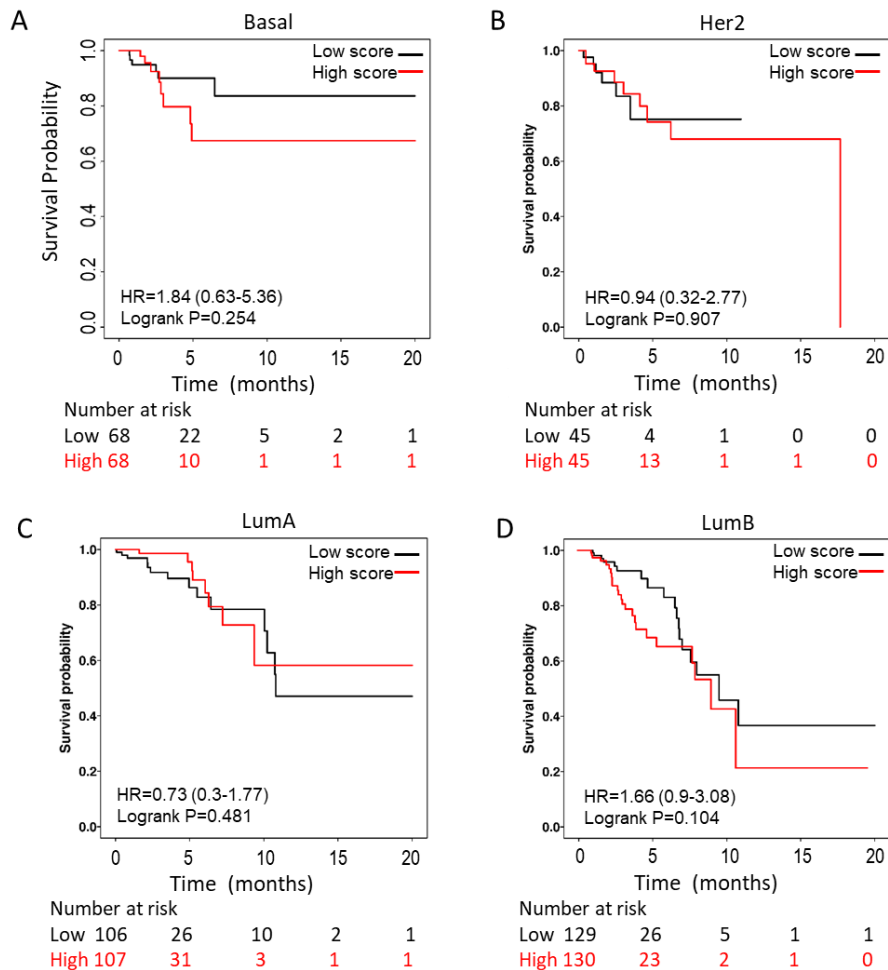 A
Basal
Low score
High score
Survival Probability
1.0
0.8
0.6
0.4
0.2
0.0
HR=1.84 (0.63-5.36)
Logrank P=0.254
0 5 10 15 20
Time (months)
Number at risk
Low 68 22 5 2 1
High 68 10 1 1 1
B
Her2
Low score
High score
Survival probability
1.0
0.8
0.6
0.4
0.2
0.0
HR=0.94 (0.32-2.77)
Logrank P=0.907
0 5 10 15 20
Time (months)
Number at risk
Low 45 4 1 0 0
High 45 13 1 1 0
C
LumA
Low score
High score
Survival probability
1.0
0.8
0.6
0.4
0.2
0.0
HR=0.73 (0.3-1.77)
Logrank P=0.481
0 5 10 15 20
Time (months)
Number at risk
Low 106 26 10 2 1
High 107 31 3 1 1
D
LumB
Low score
High score
Survival probability
1.0
0.8
0.6
0.4
0.2
0.0
HR=1.66 (0.9-3.08)
Logrank P=0.104
0 5 10 15 20
Time (months)
Number at risk
Low 129 26 5 1 1
High 130 23 2 1 0